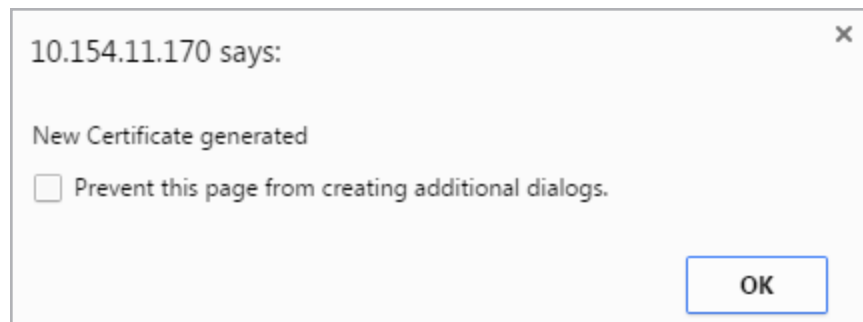 10.154.11.170 says:
New Certificate generated
Prevent this page from creating additional dialogs.
OK